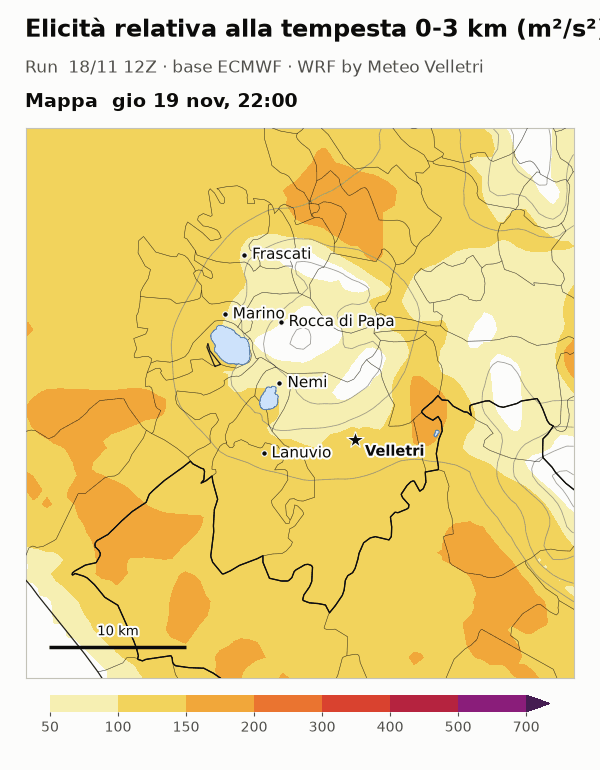 Elicità relativa alla tempesta 0-3 km (m²/s²)
Run  18/11 12Z · base ECMWF · WRF by Meteo Velletri
Mappa  gio 19 nov, 22:00
Frascati
Marino
Rocca di Papa
Nemi
Velletri
Lanuvio
10 km
50 100 150 200 300 400 500 700